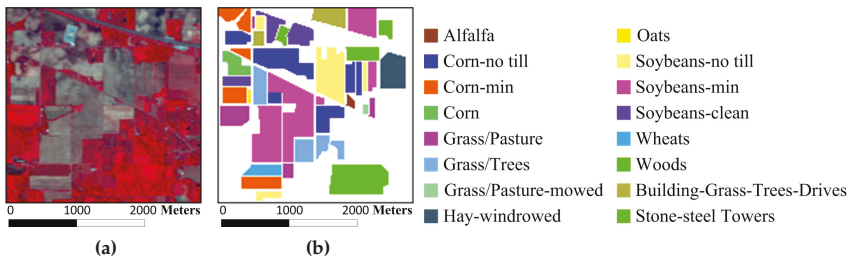 Alfalfa
Corn-no till
Corn-min
Corn
Grass/Pasture
Grass/Trees
Grass/Pasture-mowed
Hay-windrowed
Oats
Soybeans-no till
Soybeans-min
Soybeans-clean
Wheats
Woods
Building-Grass-Trees-Drives
Stone-steel Towers
0 1000 2000 Meters
(a)
0 1000 2000 Meters
(b)